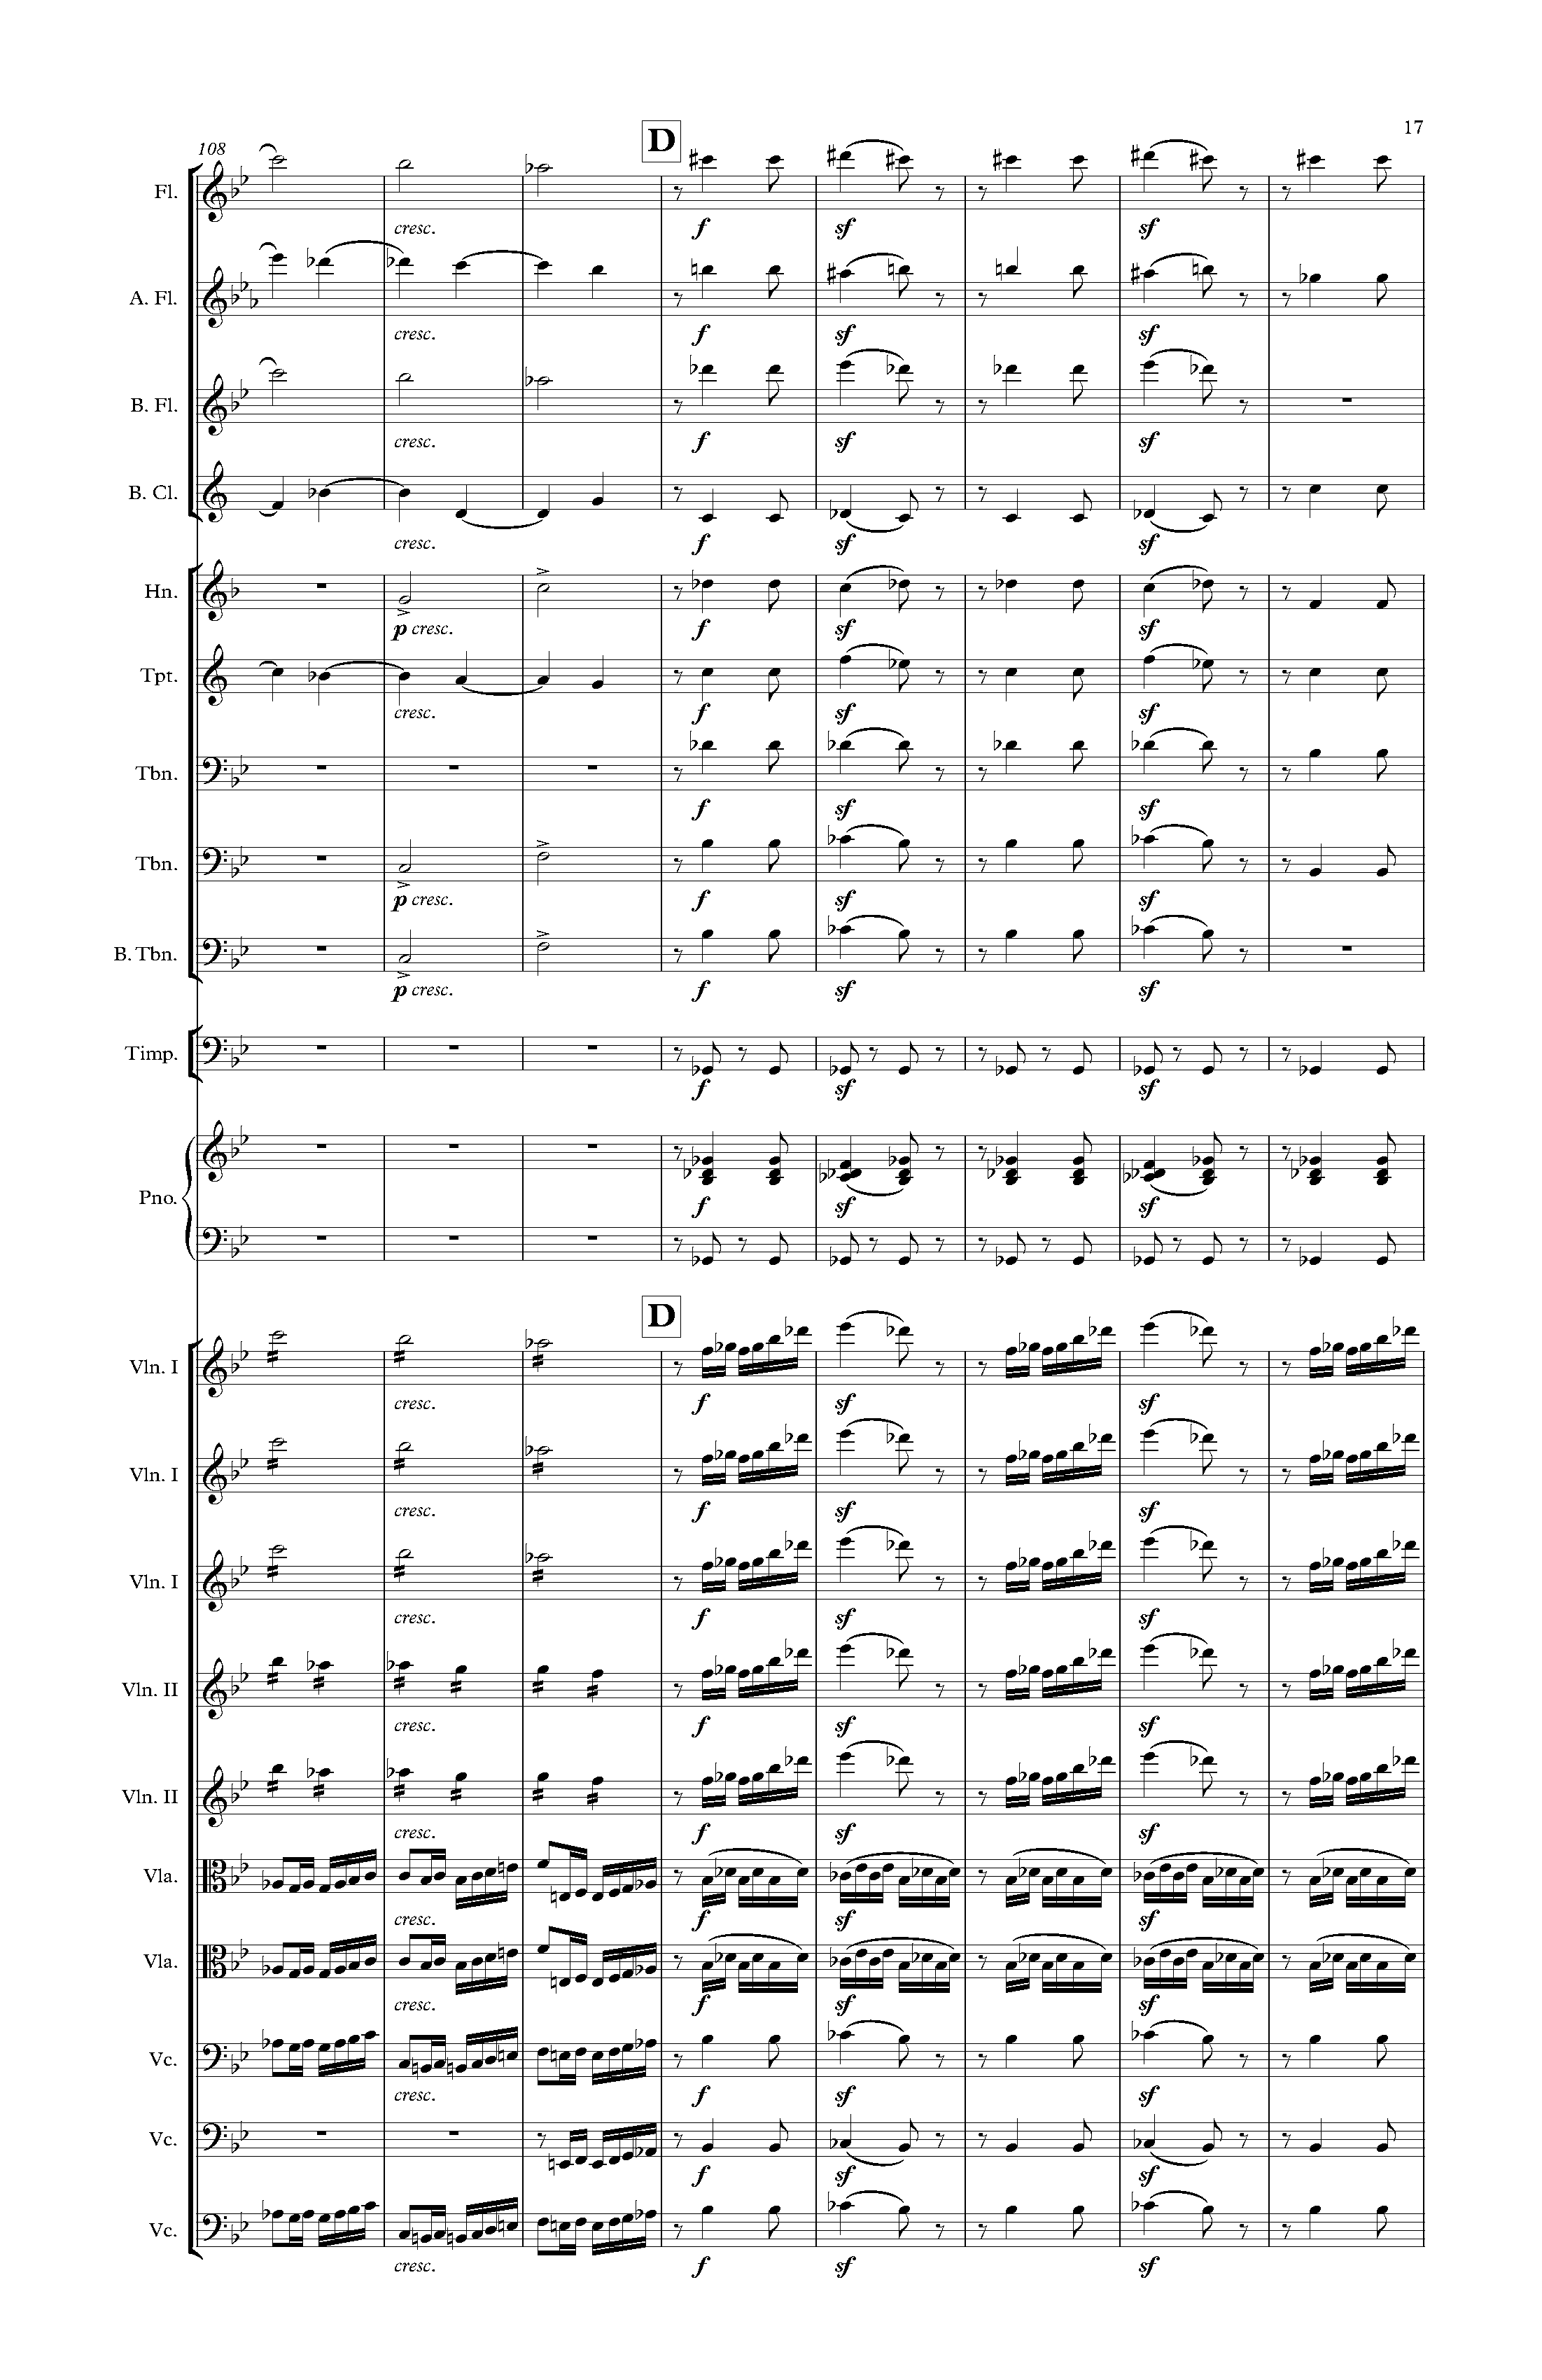 17
D
108
Fl.
cresc. f sf sf
A. Fl.
cresc. f sf sf
B. Fl.
cresc. f sf sf
B. Cl.
cresc. f sf sf
Hn.
p cresc. f sf sf
Tpt.
cresc. f sf sf
Tbn.
f sf sf
Tbn.
p cresc. f sf sf
B. Tbn.
p cresc. f sf sf
Timp.
f sf sf
Pno.
f sf sf
D
Vln. I
cresc. f sf sf
Vln. I
cresc. f sf sf
Vln. I
cresc. f sf sf
Vln. II
cresc. f sf sf
Vln. II
cresc. f sf sf
Vla.
cresc. f sf sf
Vla.
cresc. f sf sf
Vc.
cresc. f sf sf
Vc.
f sf sf
Vc.
cresc. f sf sf